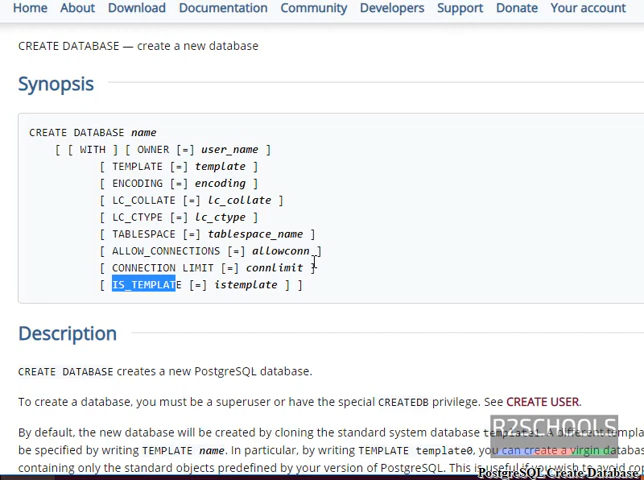 Home About Download Documentation Community Developers Support Donate Your account
CREATE DATABASE — create a new database
Synopsis
CREATE DATABASE name
[ [ WITH ] [ OWNER [=] user_name ]
[ TEMPLATE [=] template ]
[ ENCODING [=] encoding ]
[ LC_COLLATE [=] lc_collate ]
[ LC_CTYPE [=] lc_ctype ]
[ TABLESPACE [=] tablespace_name ]
[ ALLOW_CONNECTIONS [=] allowconn ]
[ CONNECTION LIMIT [=] connlimit ]
[ IS_TEMPLATE [=] istemplate ] ]
Description
CREATE DATABASE creates a new PostgreSQL database.
To create a database, you must be a superuser or have the special CREATEDB privilege. See CREATE USER.
By default, the new database will be created by cloning the standard system database template1. A different
be specified by writing TEMPLATE name. In particular, by writing TEMPLATE template0, you can create a virgin
containing only the standard objects predefined by your version of PostgreSQL. This is useful if you wish to avoid
R2SCHOOLS
PostgreSQL Create Database